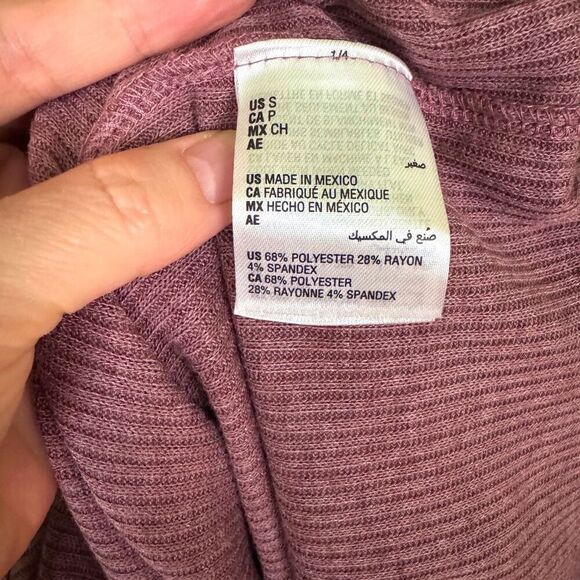 1/4
US S
CA P
MX CH
AE
صغير
US MADE IN MEXICO
CA FABRIQUÉ AU MEXIQUE
MX HECHO EN MÉXICO
AE
صُنع في المكسيك
US 68% POLYESTER 28% RAYON
4% SPANDEX
CA 68% POLYESTER
28% RAYONNE 4% SPANDEX